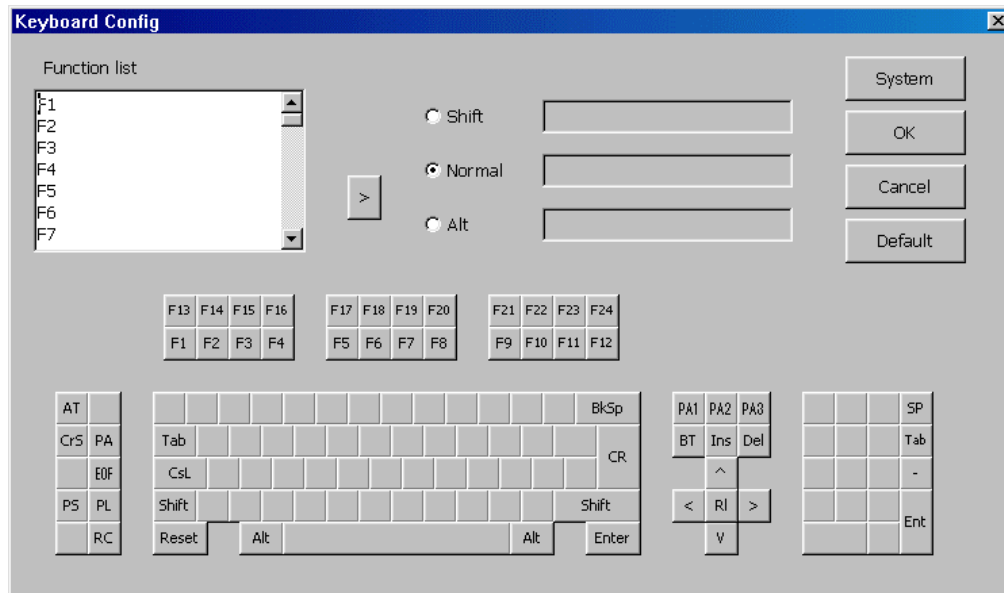 Keyboard Config
Function list
F1
F2
F3
F4
F5
F6
F7
>
Shift
Normal
Alt
System
OK
Cancel
Default
F13 F14 F15 F16 F17 F18 F19 F20 F21 F22 F23 F24
F1 F2 F3 F4 F5 F6 F7 F8 F9 F10 F11 F12
AT BkSp PA1 PA2 PA3 SP
CrS PA Tab CR BT Ins Del Tab
EOF CsL ^ -
PS PL Shift Shift < Rl > Ent
RC Reset Alt Alt Enter V